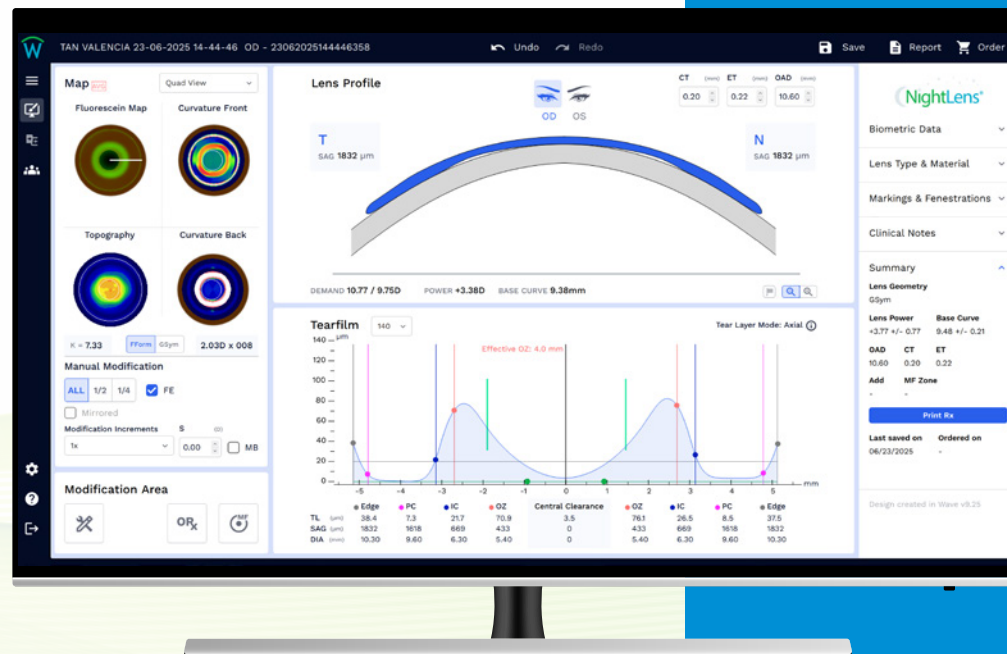 W TAN VALENCIA 23-06-2025 14-44-46 OD - 23062025144446358 Undo Redo Save Report Order
Map Quad View
Fluorescein Map Curvature Front
Topography Curvature Back
K = 7.33 FForm GSym 2.03D x 008
Manual Modification
ALL 1/2 1/4 FE
Mirrored
Modification Increments S (D)
1x 0.00 MB
Modification Area
ORx MF
Lens Profile
CT (mm) ET (mm) OAD (mm)
0.20 0.22 10.60
OD OS
T N
SAG 1832 µm SAG 1832 µm
DEMAND 10.77 / 9.75D POWER +3.38D BASE CURVE 9.38mm
Tearfilm 140 Tear Layer Mode: Axial
µm
Effective OZ: 4.0 mm
140
120
100
80
60
40
20
0
-5 -4 -3 -2 -1 0 1 2 3 4 5 mm
Edge PC IC OZ Central Clearance OZ IC PC Edge
TL (µm) 38.4 7.3 21.7 70.9 3.5 76.1 26.5 8.5 37.5
SAG (µm) 1832 1618 669 433 0 433 669 1618 1832
DIA (mm) 10.30 9.60 6.30 5.40 0 5.40 6.30 9.60 10.30
NightLens®
Biometric Data
Lens Type & Material
Markings & Fenestrations
Clinical Notes
Summary
Lens Geometry
GSym
Lens Power Base Curve
+3.77 +/- 0.77 9.48 +/- 0.21
OAD CT ET
10.60 0.20 0.22
Add MF Zone
- -
Print Rx
Last saved on Ordered on
06/23/2025 -
Design created in Wave v9.25